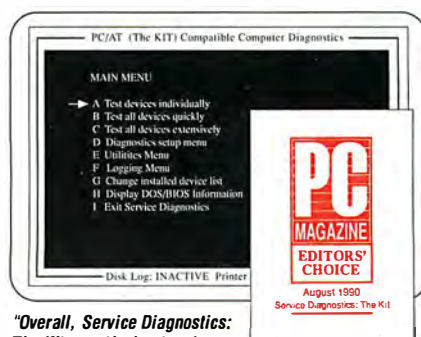 PC/AT (The KIT) Compatible Computer Diagnostics
MAIN MENU
A Test devices individually
B Test all devices quickly
C Test all devices extensively
D Diagnostics setup menu
E Utilitites Menu
F Logging Menu
G Change installed device list
H Display DOS/BIOS Information
I Exit Service Diagnostics
Disk Log: INACTIVE Printer
PC
MAGAZINE
EDITORS'
CHOICE
August 1990
Service Diagnostics: The Kit
"Overall, Service Diagnostics: